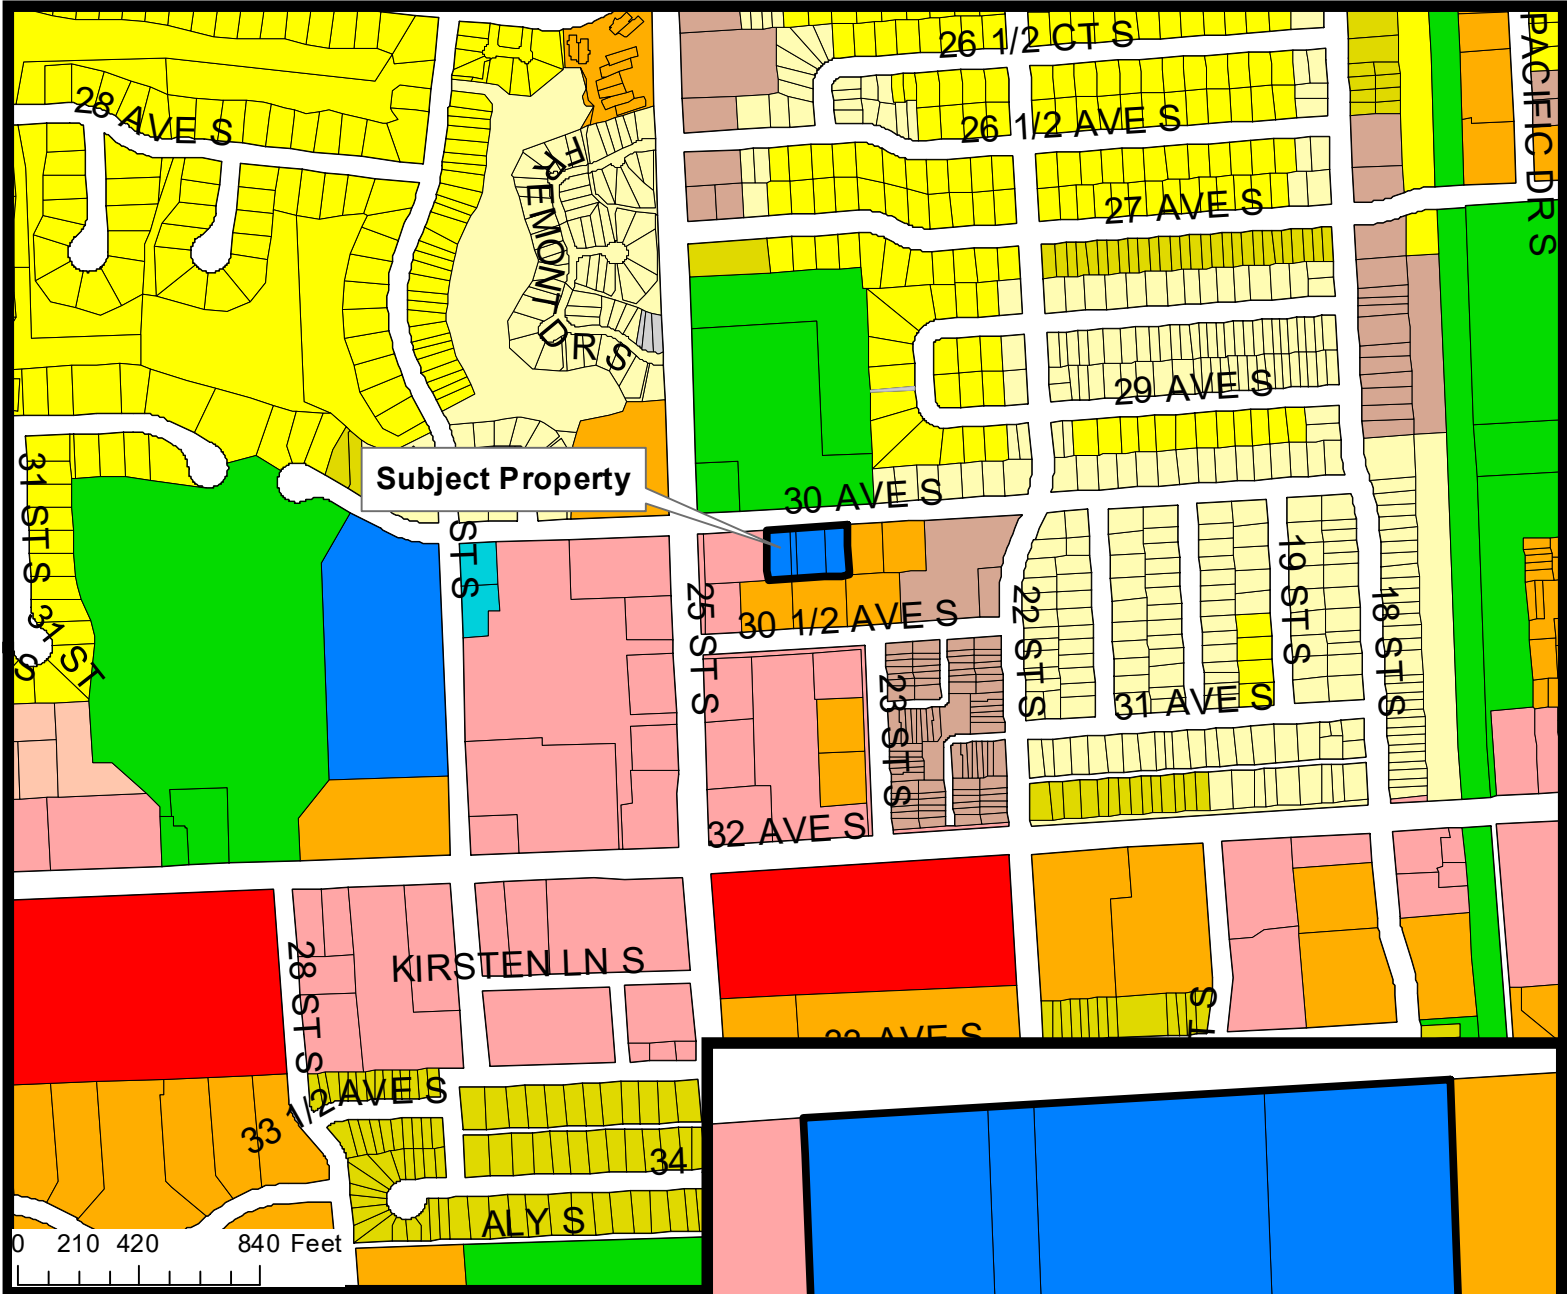 26 1/2 CT S
PACIFIC DR S
28 AVE S
26 1/2 AVE S
FREMONT DR S
27 AVE S
29 AVE S
31 ST S
Subject Property
30 AVE S
ST S
25 ST S
30 1/2 AVE S
22 ST S
19 ST S
18 ST S
31 ST S
23 ST S
31 AVE S
32 AVE S
28 ST S
KIRSTEN LN S
33 1/2 AVE S
34
ALY S
0 210 420 840 Feet